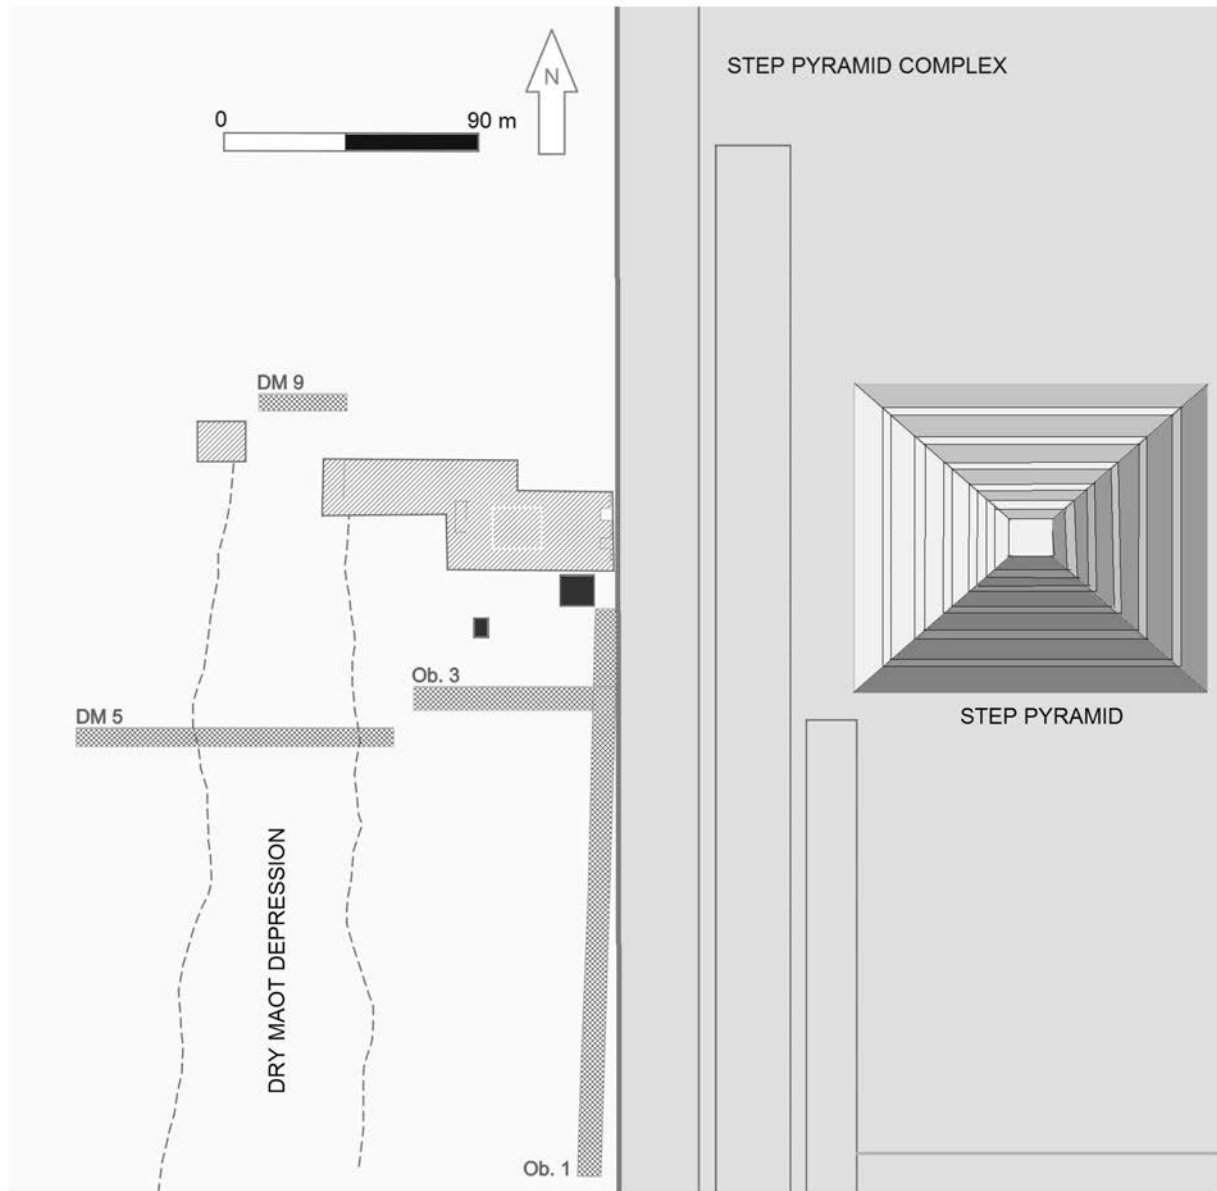 STEP PYRAMID COMPLEX
N
0 90 m
DM 9
Ob. 3
DM 5
STEP PYRAMID
DRY MAOT DEPRESSION
Ob. 1